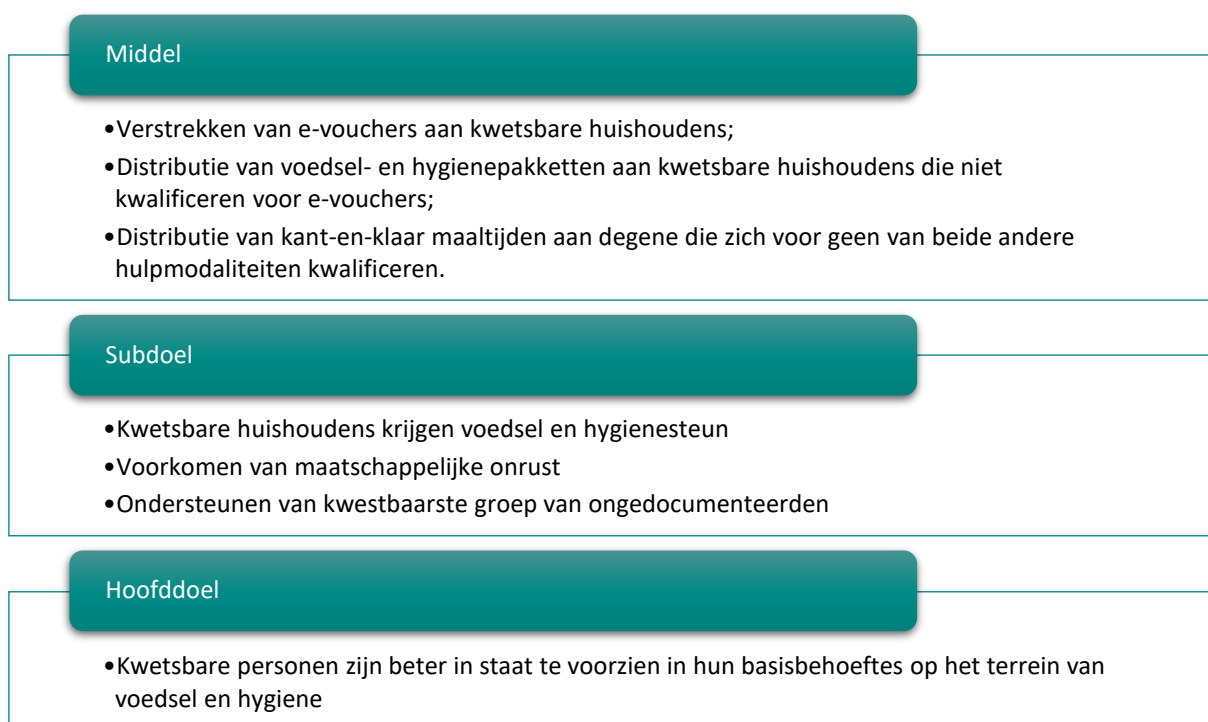 Middel
•Verstrekken van e-vouchers aan kwetsbare huishoudens;
•Distributie van voedsel- en hygienepakketten aan kwetsbare huishoudens die niet
kwalificeren voor e-vouchers;
•Distributie van kant-en-klaar maaltijden aan degene die zich voor geen van beide andere
hulpmodaliteiten kwalificeren.
Subdoel
•Kwetsbare huishoudens krijgen voedsel en hygienesteun
•Voorkomen van maatschappelijke onrust
•Ondersteunen van kwestbaarste groep van ongedocumenteerden
Hoofddoel
•Kwetsbare personen zijn beter in staat te voorzien in hun basisbehoeftes op het terrein van
voedsel en hygiene